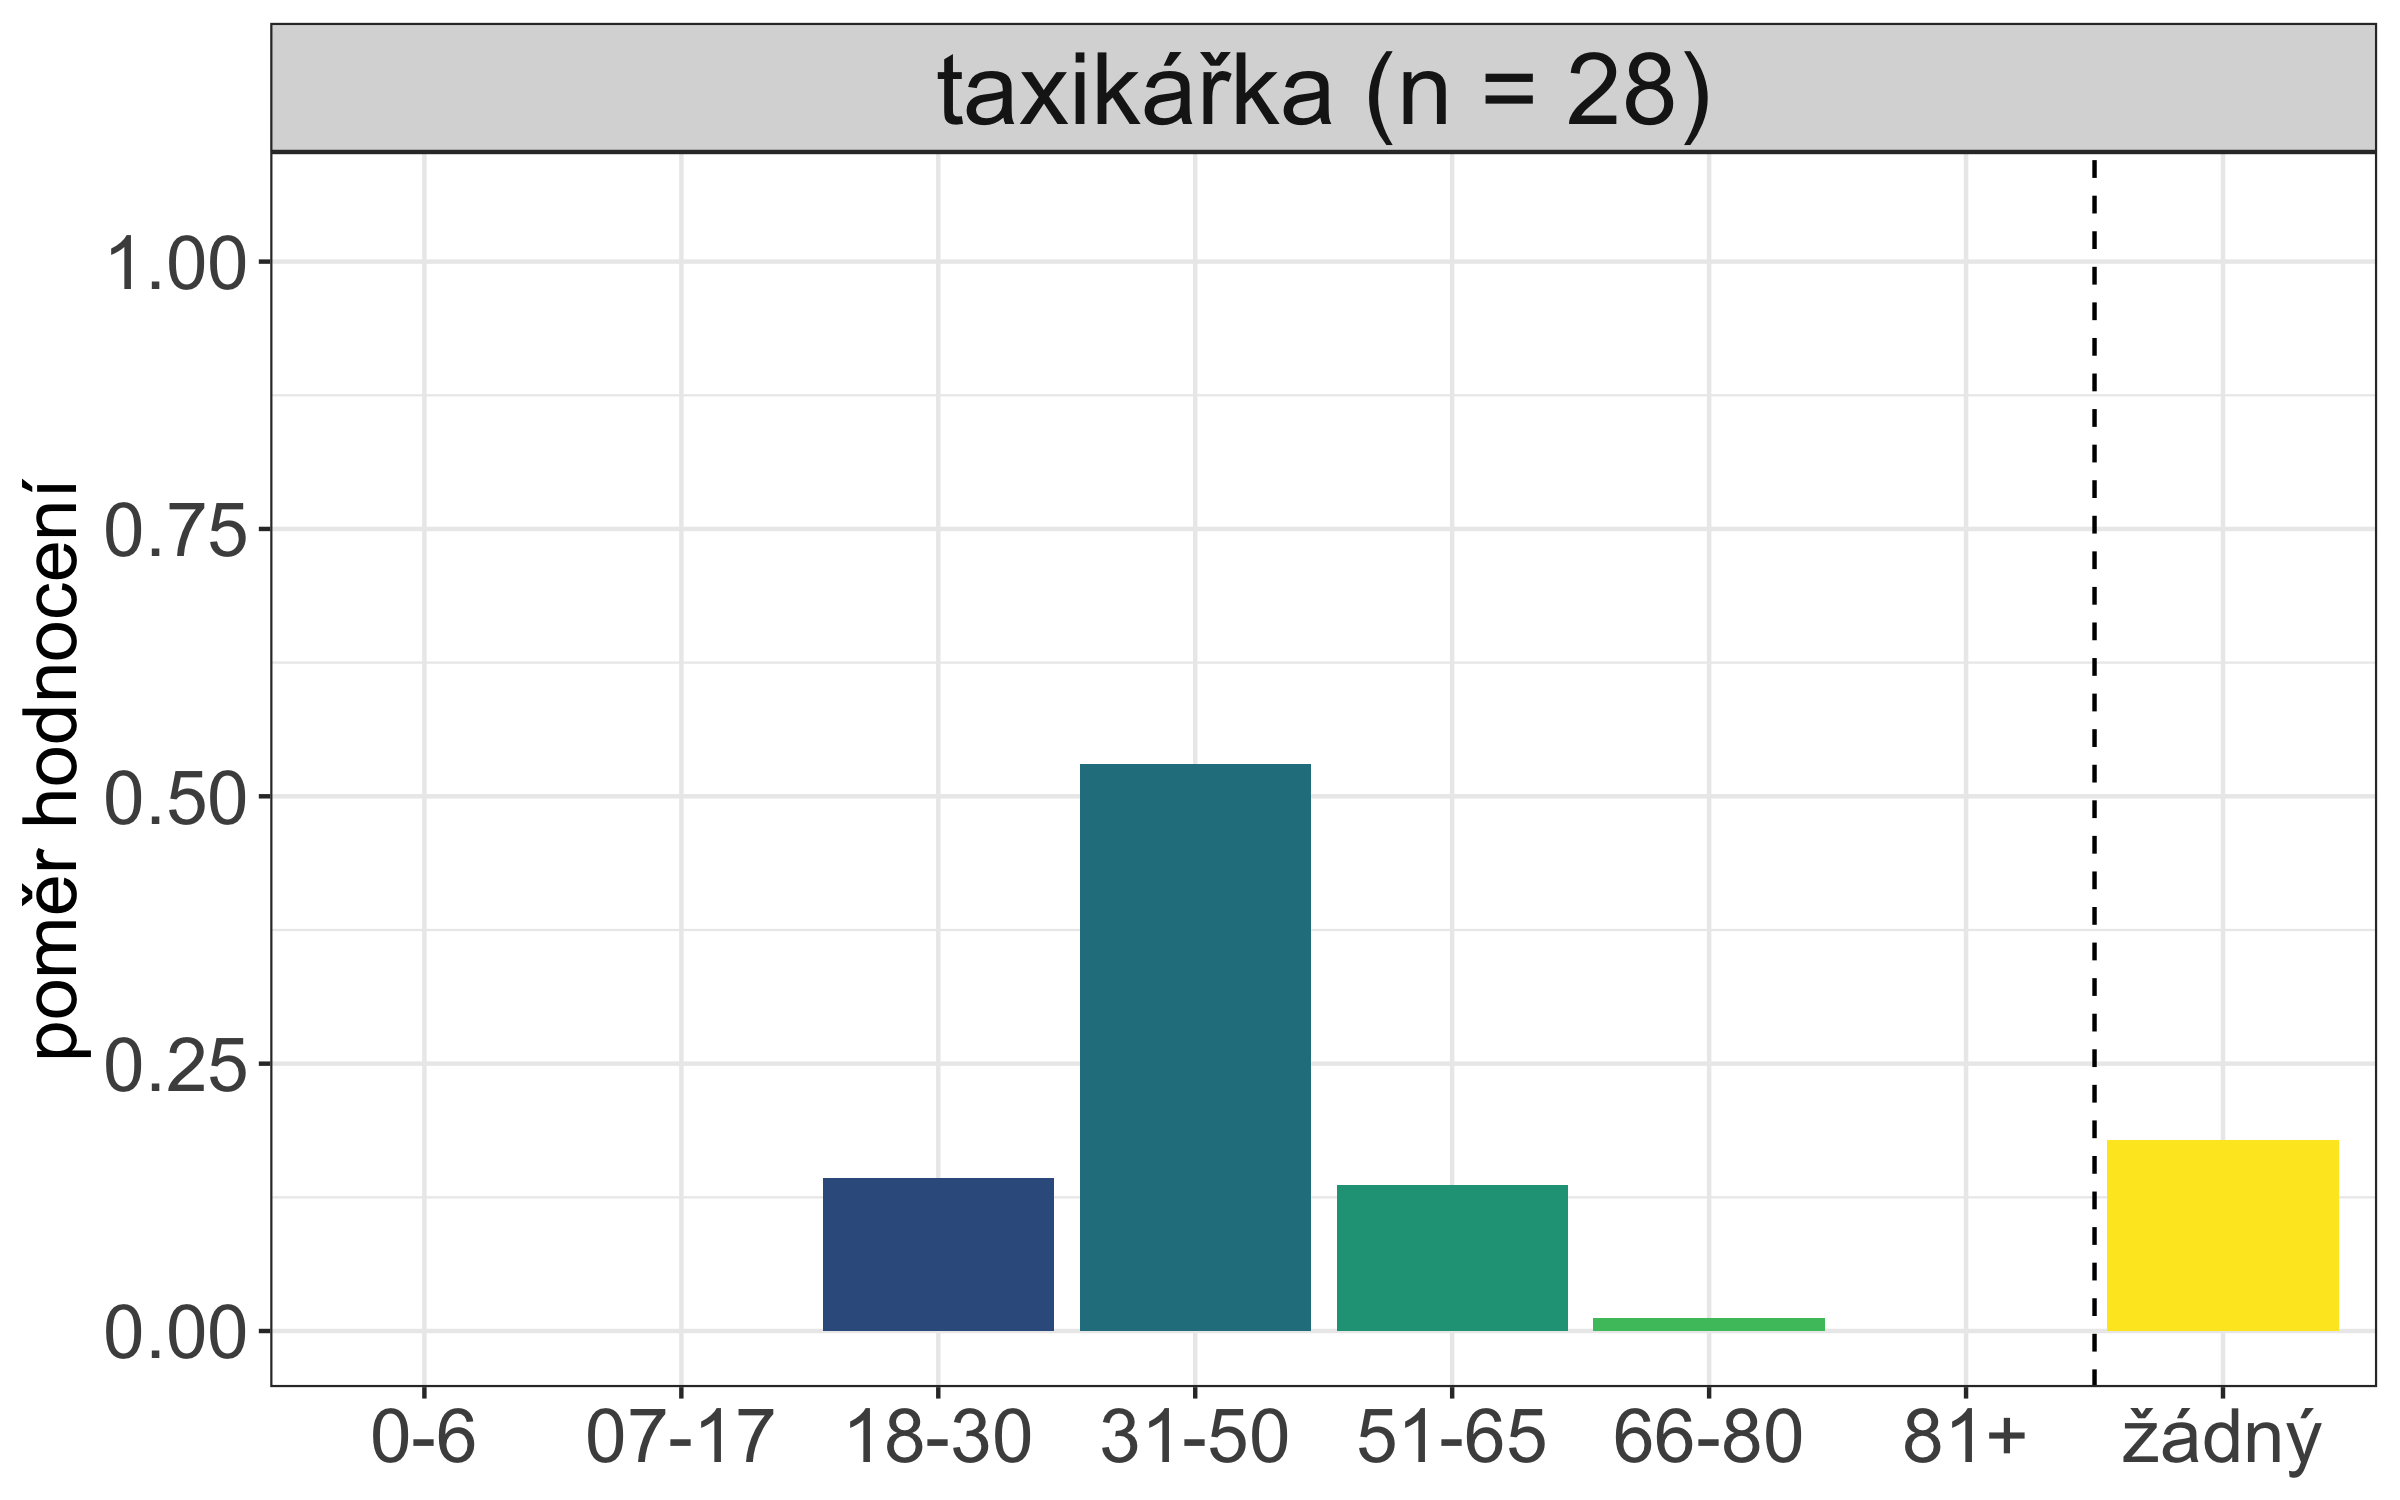 taxikářka (n = 28)
poměr hodnocení
1.00
0.75
0.50
0.25
0.00
0-6 07-17 18-30 31-50 51-65 66-80 81+ žádný